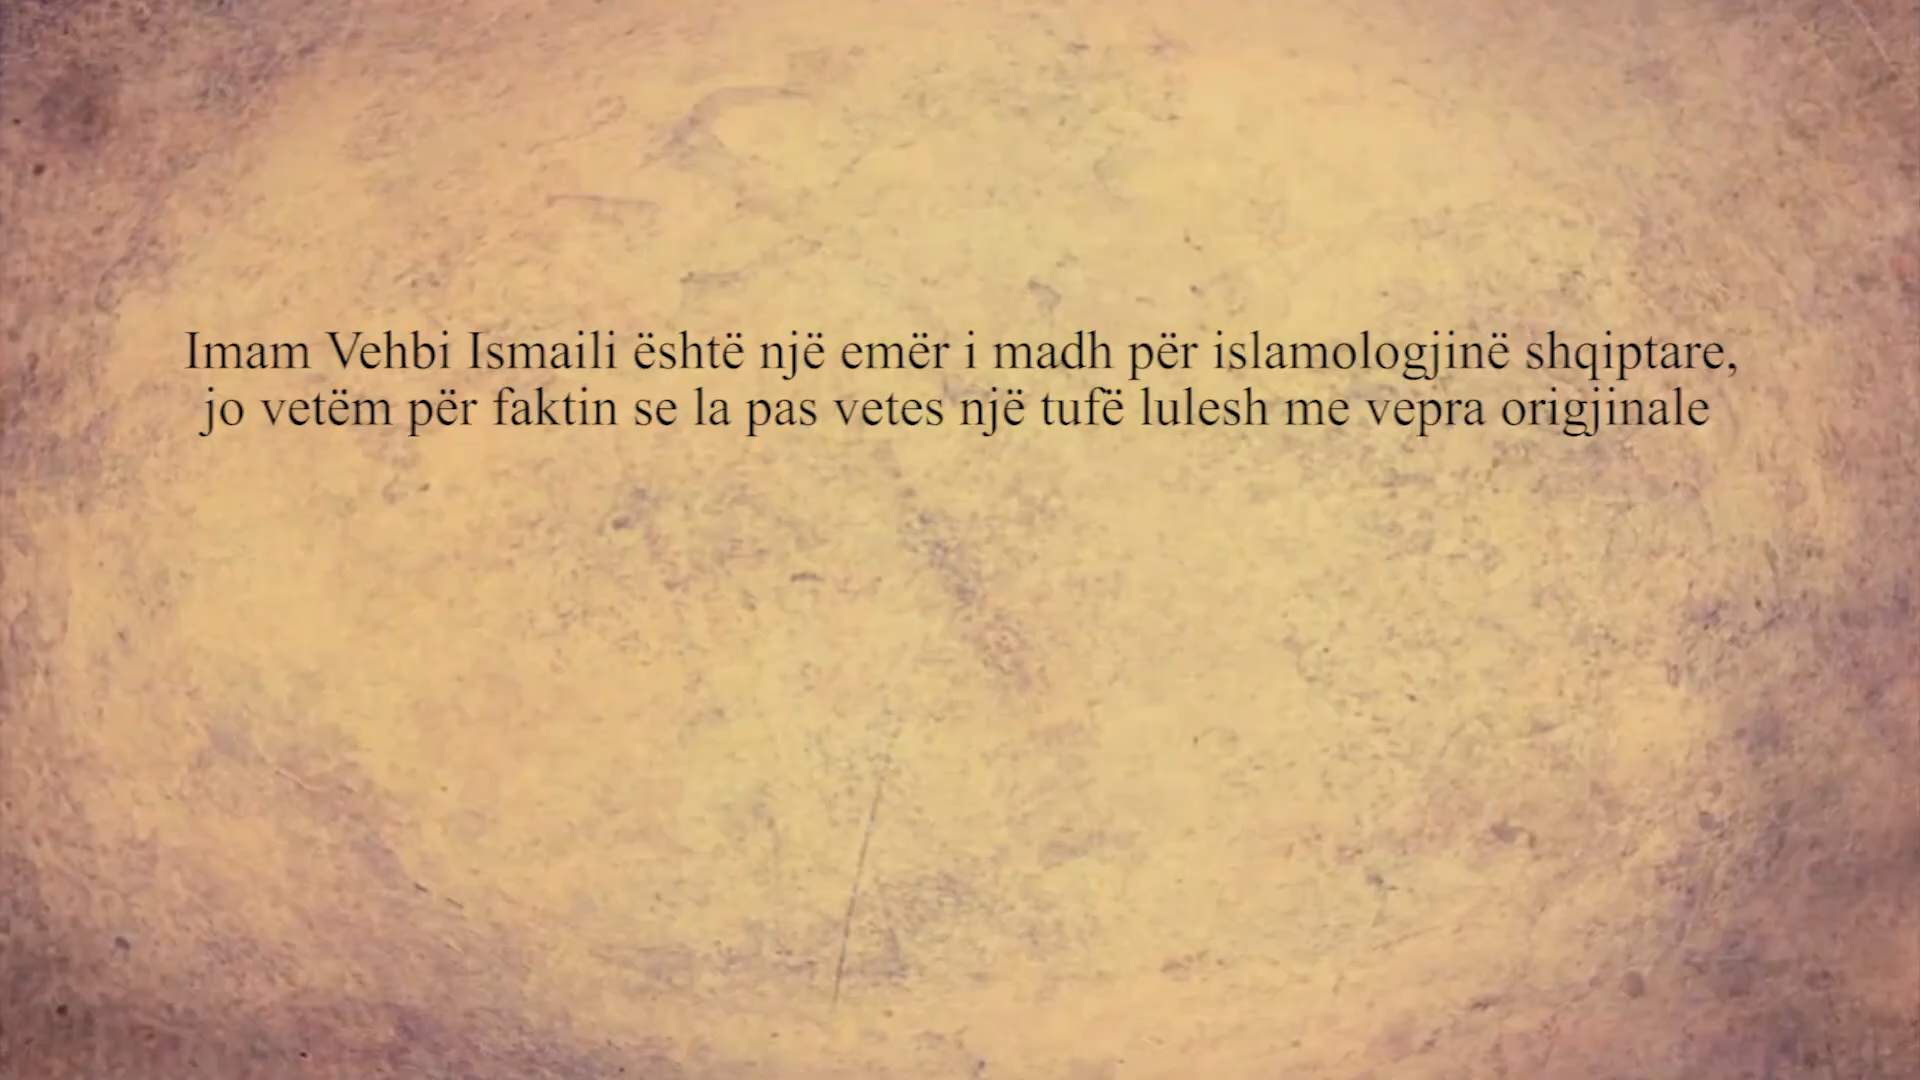 Imam Vehbi Ismaili është një emër i madh për islamologjinë shqiptare,
jo vetëm për faktin se la pas vetes një tufë lulesh me vepra origjinale